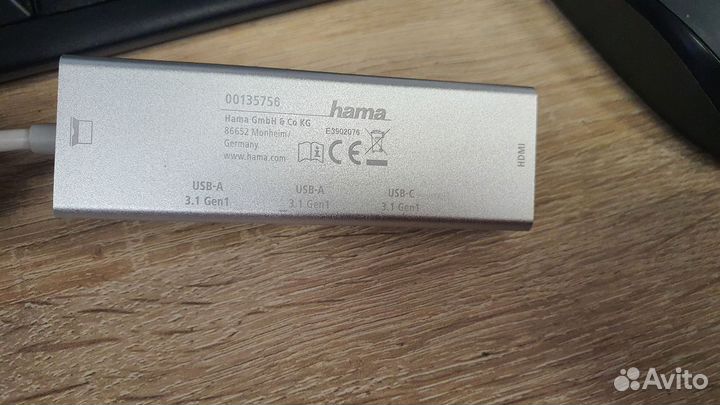 00135756
hama
Hama GmbH & Co KG
86652 Monheim/
Germany
www.hama.com
E3902076
CE
HDMI
USB-A
3.1 Gen1
USB-A
3.1 Gen1
USB-C
3.1 Gen1
Avito